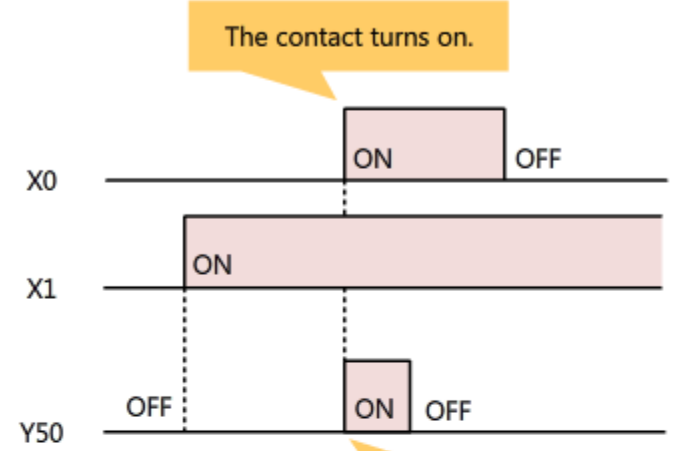 The contact turns on.
ON
OFF
X0
ON
X1
OFF
ON
OFF
Y50